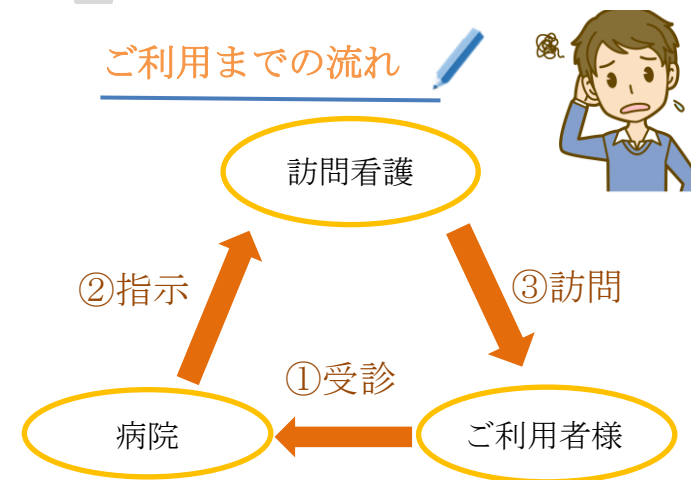 ご利用までの流れ
訪問看護
②指示
③訪問
①受診
病院
ご利用者様